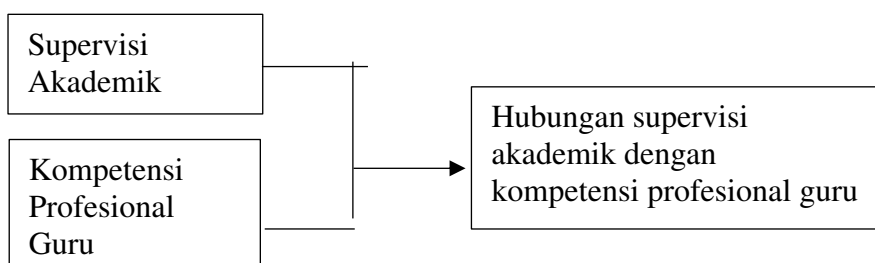 Supervisi
Akademik
Kompetensi
Profesional
Guru
Hubungan supervisi
akademik dengan
kompetensi profesional guru